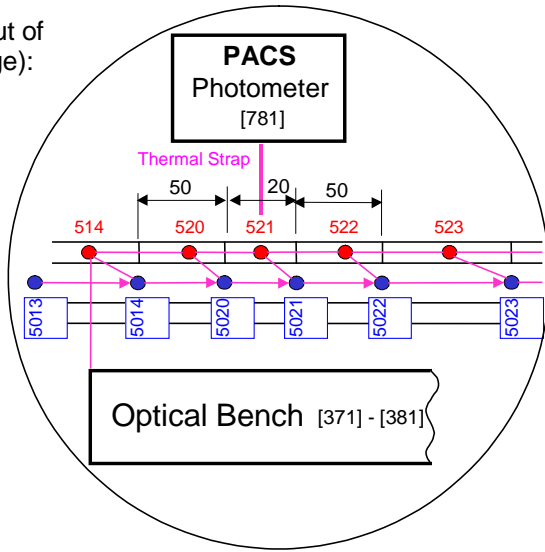 ut of
ge):
PACS
Photometer
[781]
Thermal Strap
50 20 50
514 520 521 522 523
5013 5014 5020 5021 5022 5023
Optical Bench [371] - [381]